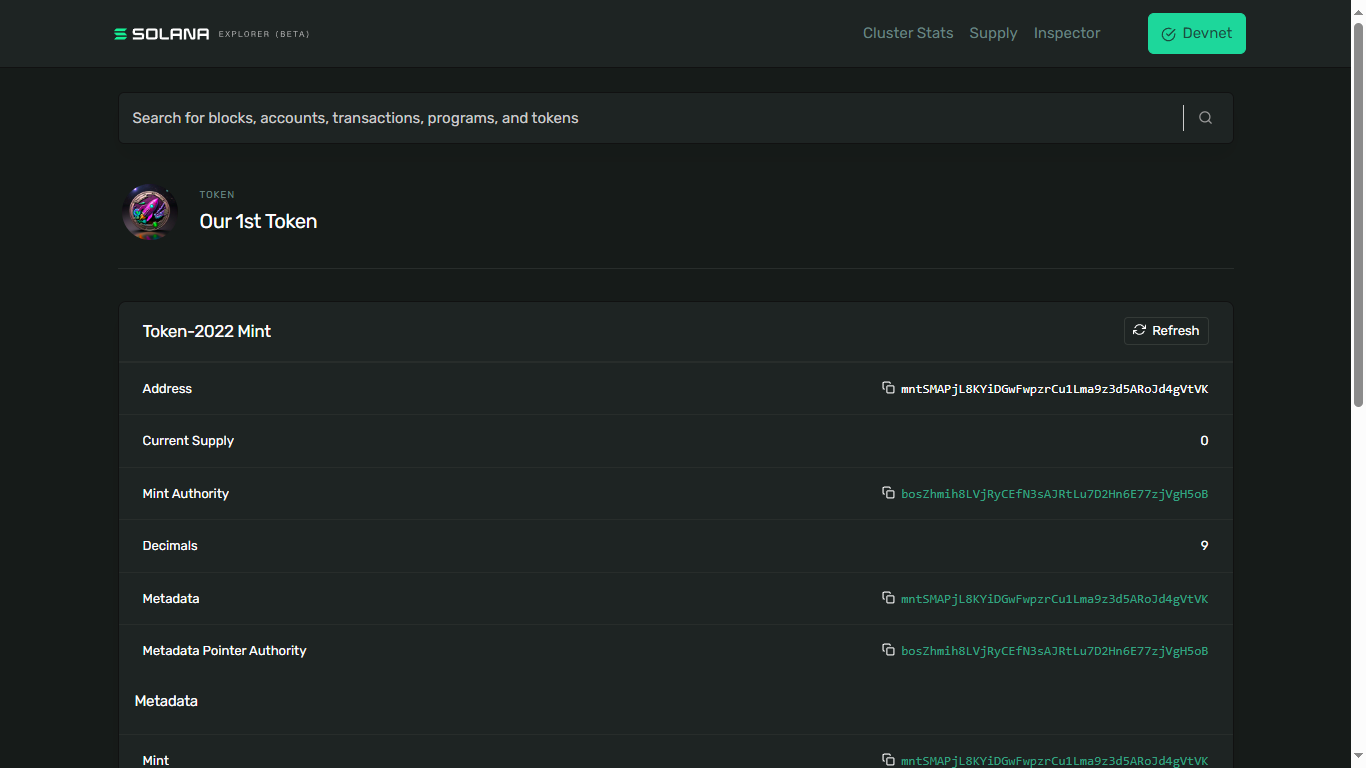 SOLANA EXPLORER (BETA)
Cluster Stats Supply Inspector Devnet
Search for blocks, accounts, transactions, programs, and tokens
TOKEN
Our 1st Token
Token-2022 Mint Refresh
Address mntSMAPjL8KYiDGwFwpzrCu1Lma9z3d5ARoJd4gVtVK
Current Supply 0
Mint Authority bosZhmih8LVjRyCEfN3sAJRtLu7D2Hn6E77zjVgH5oB
Decimals 9
Metadata mntSMAPjL8KYiDGwFwpzrCu1Lma9z3d5ARoJd4gVtVK
Metadata Pointer Authority bosZhmih8LVjRyCEfN3sAJRtLu7D2Hn6E77zjVgH5oB
Metadata
Mint mntSMAPjL8KYiDGwFwpzrCu1Lma9z3d5ARoJd4gVtVK